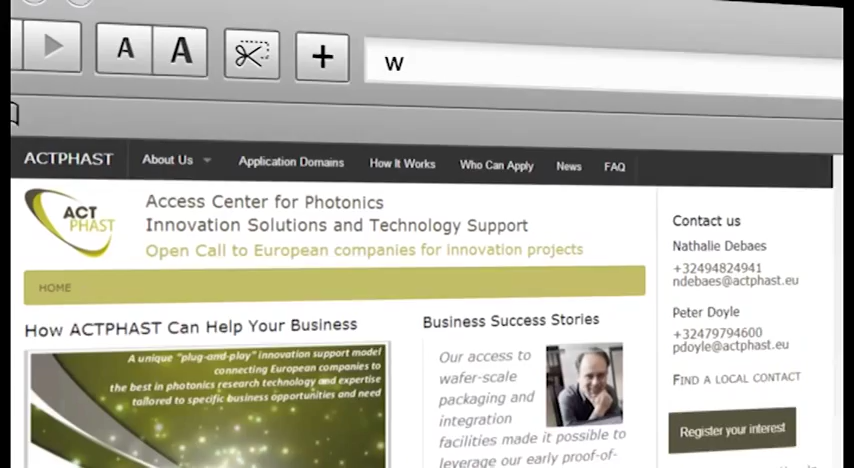 A A
w
ACTPHAST About Us Application Domains How It Works Who Can Apply News FAQ
ACT
PHAST
Access Center for Photonics
Innovation Solutions and Technology Support
Open Call to European companies for innovation projects
HOME
How ACTPHAST Can Help Your Business
A unique "plug-and-play" innovation support model
connecting European companies to
the best in photonics research technology and expertise
tailored to specific business opportunities and need
Business Success Stories
Our access to
wafer-scale
packaging and
integration
facilities made it possible to
leverage our early proof-of-
Contact us
Nathalie Debaes
+32494824941
ndebaes@actphast.eu
Peter Doyle
+32479794600
pdoyle@actphast.eu
FIND A LOCAL CONTACT
Register your interest